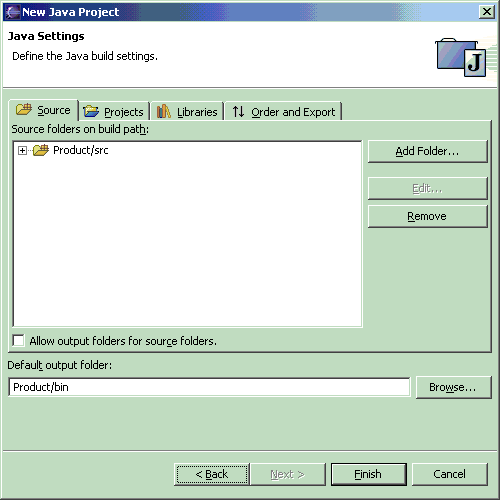 New Java Project
Java Settings
Define the Java build settings.
J
Source Projects Libraries Order and Export
Source folders on build path:
Product/src
Add Folder...
Edit...
Remove
Allow output folders for source folders.
Default output folder:
Product/bin
Browse...
< Back Next > Finish Cancel